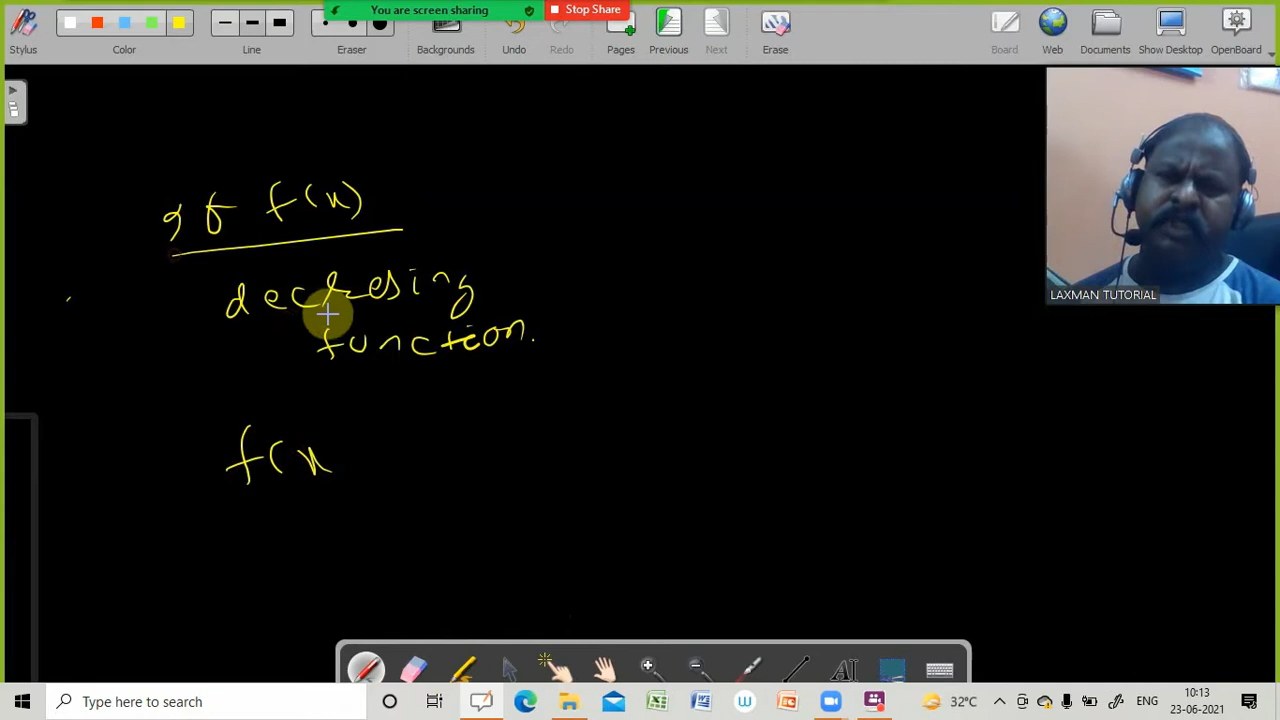 You are screen sharing
Stop Share
Stylus
Color
Line
Eraser
Backgrounds
Undo
Redo
Pages
Previous
Next
Erase
Board
Web
Documents
Show Desktop
OpenBoard
If f(x)
decresing
function.
f(x
LAXMAN TUTORIAL
Type here to search
32°C
ENG
10:13
23-06-2021